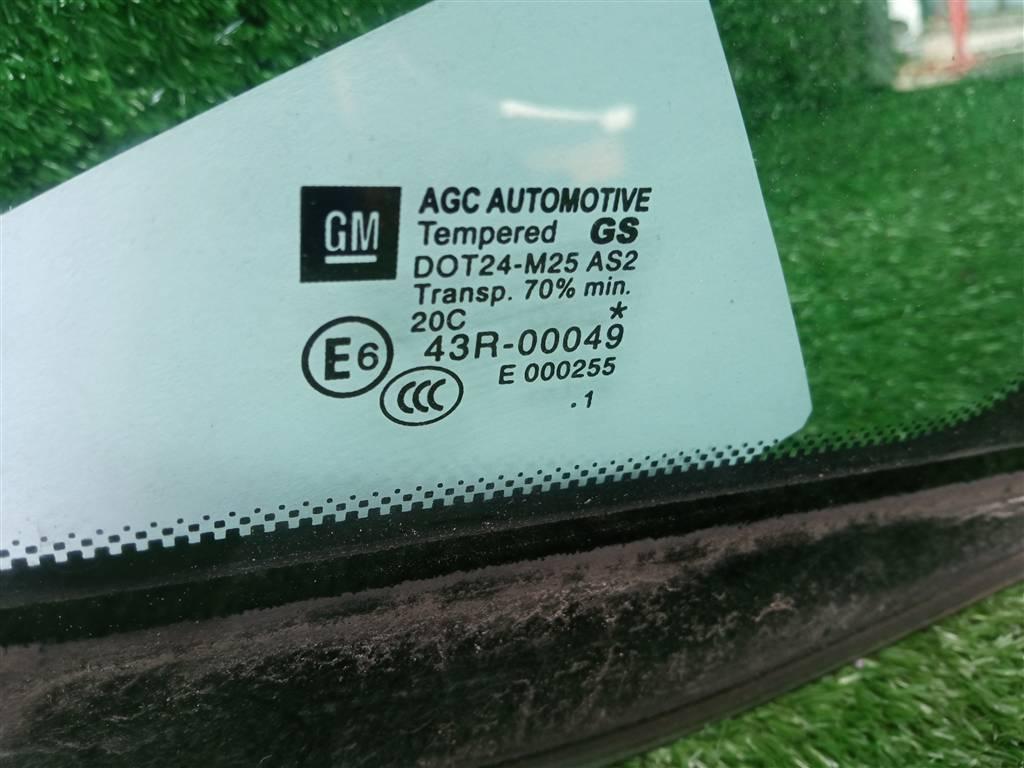 GM
AGC AUTOMOTIVE
Tempered GS
DOT24-M25 AS2
Transp. 70% min.
20C *
E6 43R-00049
CCC E 000255
.1